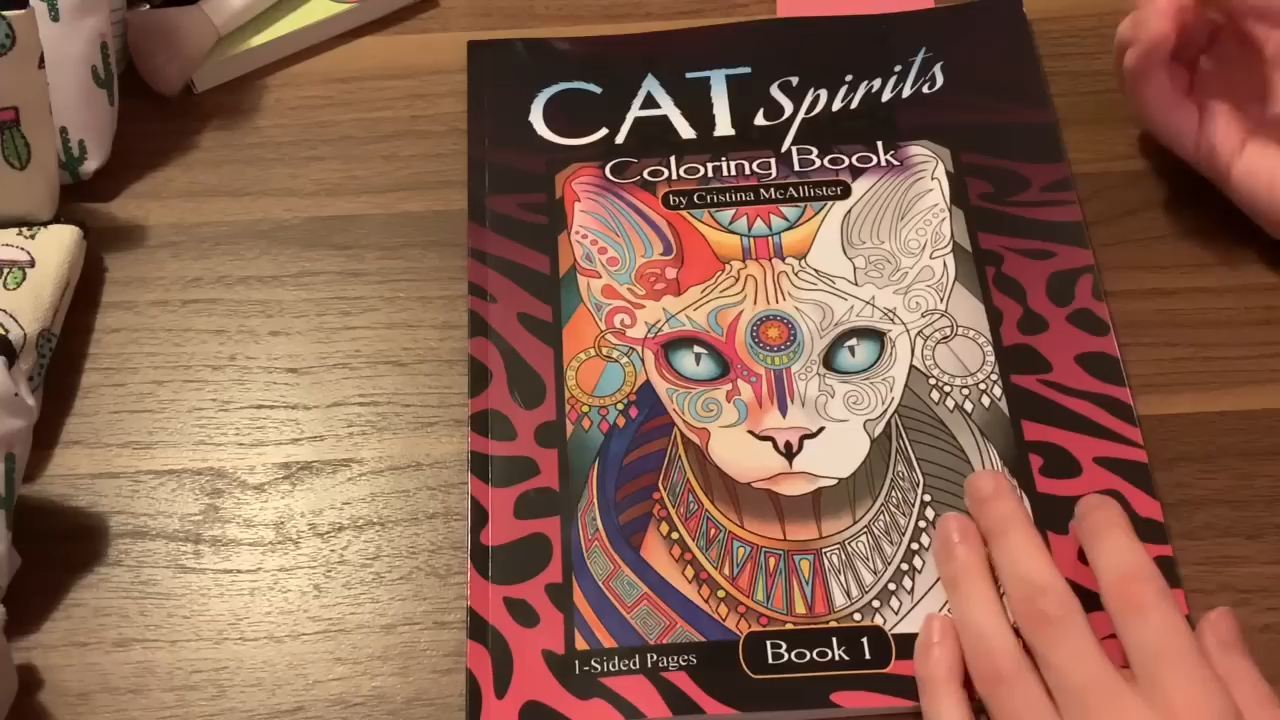 CAT Spirits
Coloring Book
by Cristina McAllister
1-Sided Pages
Book 1